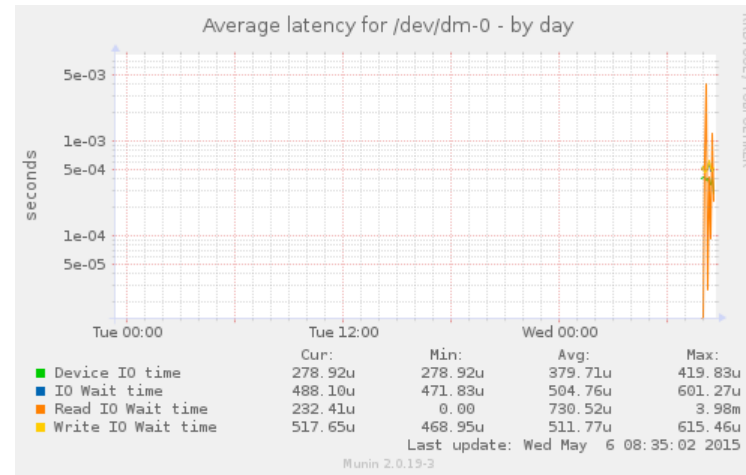 Average latency for /dev/dm-0 - by day
seconds
5e-03
1e-03
5e-04
1e-04
5e-05
Tue 00:00 Tue 12:00 Wed 00:00
Cur: Min: Avg: Max:
Device IO time 278.92u 278.92u 379.71u 419.83u
IO Wait time 488.10u 471.83u 504.76u 601.27u
Read IO Wait time 232.41u 0.00 730.52u 3.98m
Write IO Wait time 517.65u 468.95u 511.77u 615.46u
Last update: Wed May 6 08:35:02 2015
Munin 2.0.19-3